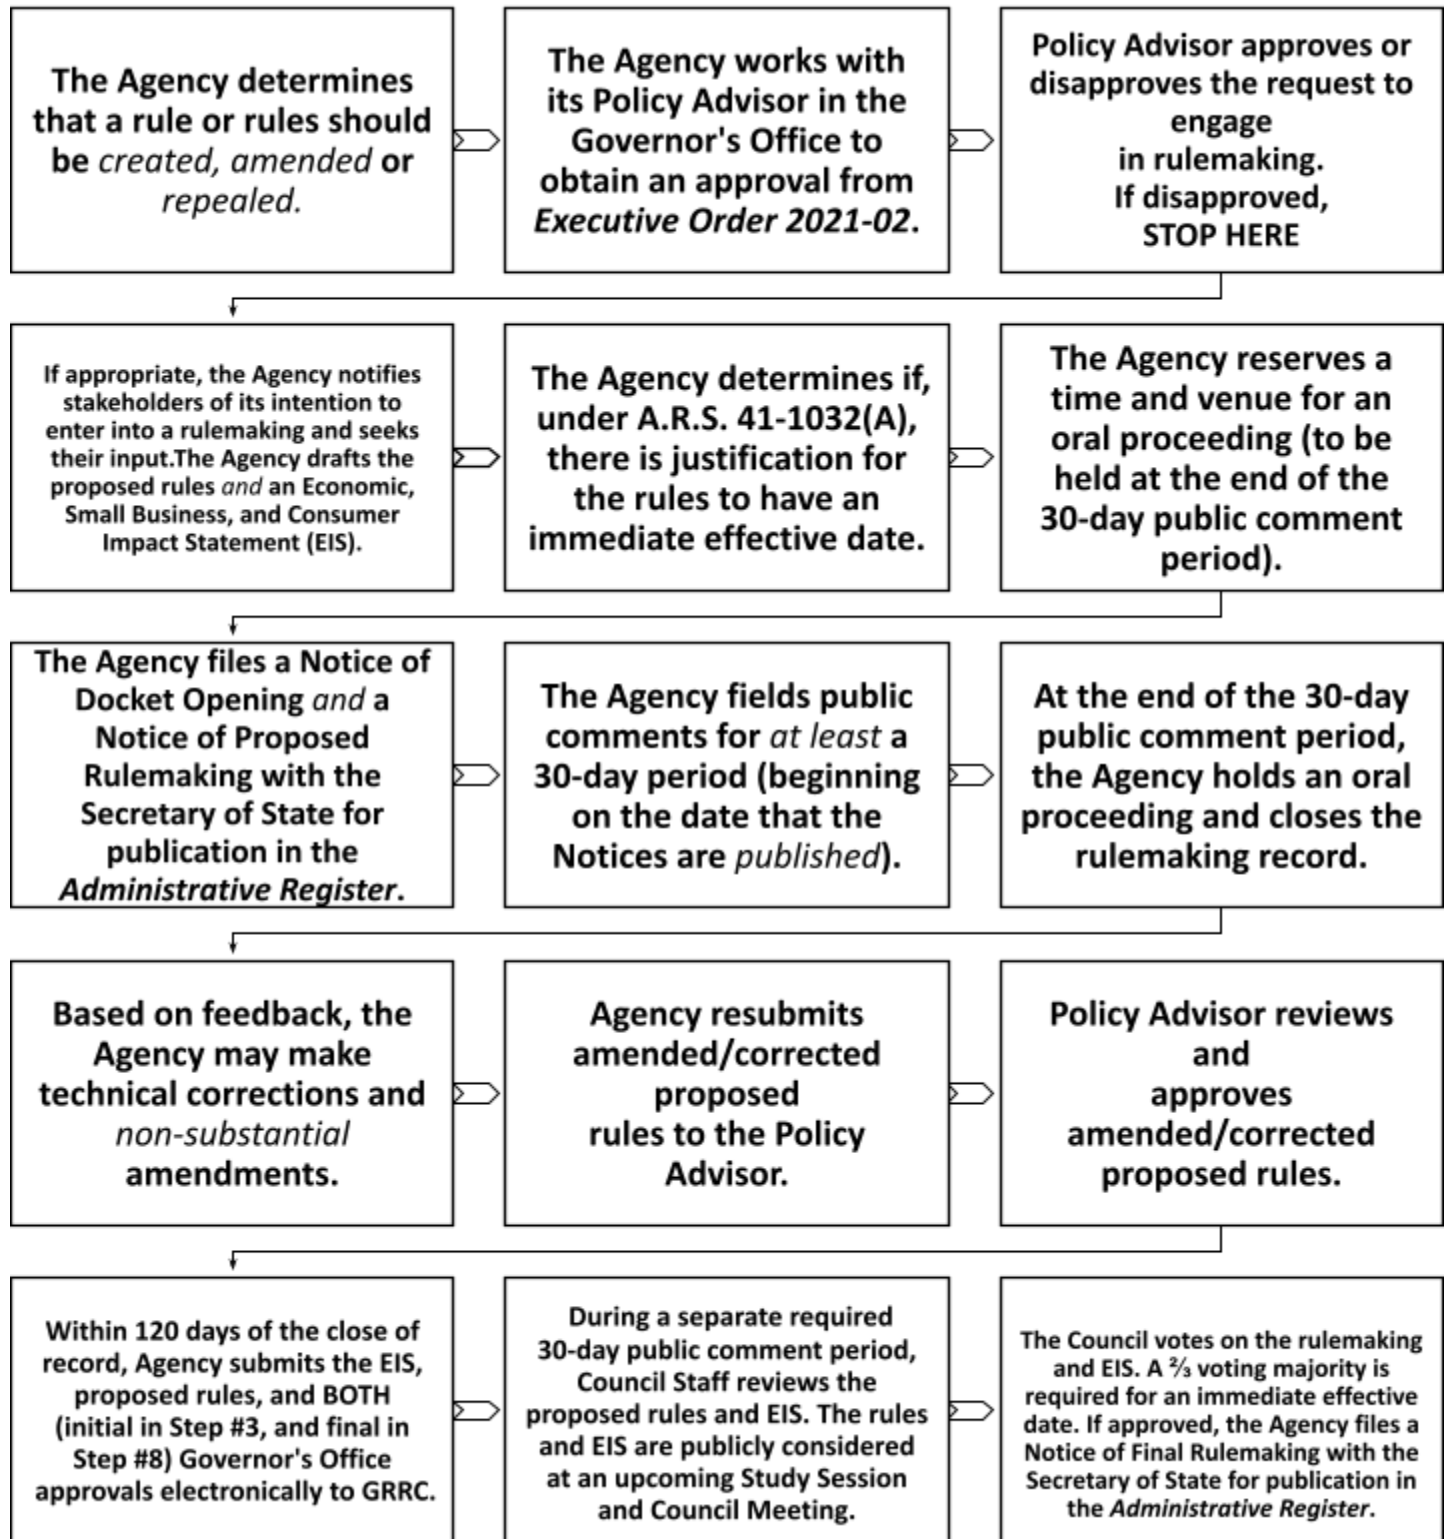 The Agency determines
that a rule or rules should
be created, amended or
repealed.
The Agency works with
its Policy Advisor in the
Governor's Office to
obtain an approval from
Executive Order 2021-02.
Policy Advisor approves or
disapproves the request to
engage
in rulemaking.
If disapproved,
STOP HERE
If appropriate, the Agency notifies
stakeholders of its intention to
enter into a rulemaking and seeks
their input.The Agency drafts the
proposed rules and an Economic,
Small Business, and Consumer
Impact Statement (EIS).
The Agency determines if,
under A.R.S. 41-1032(A),
there is justification for
the rules to have an
immediate effective date.
The Agency reserves a
time and venue for an
oral proceeding (to be
held at the end of the
30-day public comment
period).
The Agency files a Notice of
Docket Opening and a
Notice of Proposed
Rulemaking with the
Secretary of State for
publication in the
Administrative Register.
The Agency fields public
comments for at least a
30-day period (beginning
on the date that the
Notices are published).
At the end of the 30-day
public comment period,
the Agency holds an oral
proceeding and closes the
rulemaking record.
Based on feedback, the
Agency may make
technical corrections and
non-substantial
amendments.
Agency resubmits
amended/corrected
proposed
rules to the Policy
Advisor.
Policy Advisor reviews
and
approves
amended/corrected
proposed rules.
Within 120 days of the close of
record, Agency submits the EIS,
proposed rules, and BOTH
(initial in Step #3, and final in
Step #8) Governor's Office
approvals electronically to GRRC.
During a separate required
30-day public comment period,
Council Staff reviews the
proposed rules and EIS. The rules
and EIS are publicly considered
at an upcoming Study Session
and Council Meeting.
The Council votes on the rulemaking
and EIS. A ⅔ voting majority is
required for an immediate effective
date. If approved, the Agency files a
Notice of Final Rulemaking with the
Secretary of State for publication in
the Administrative Register.